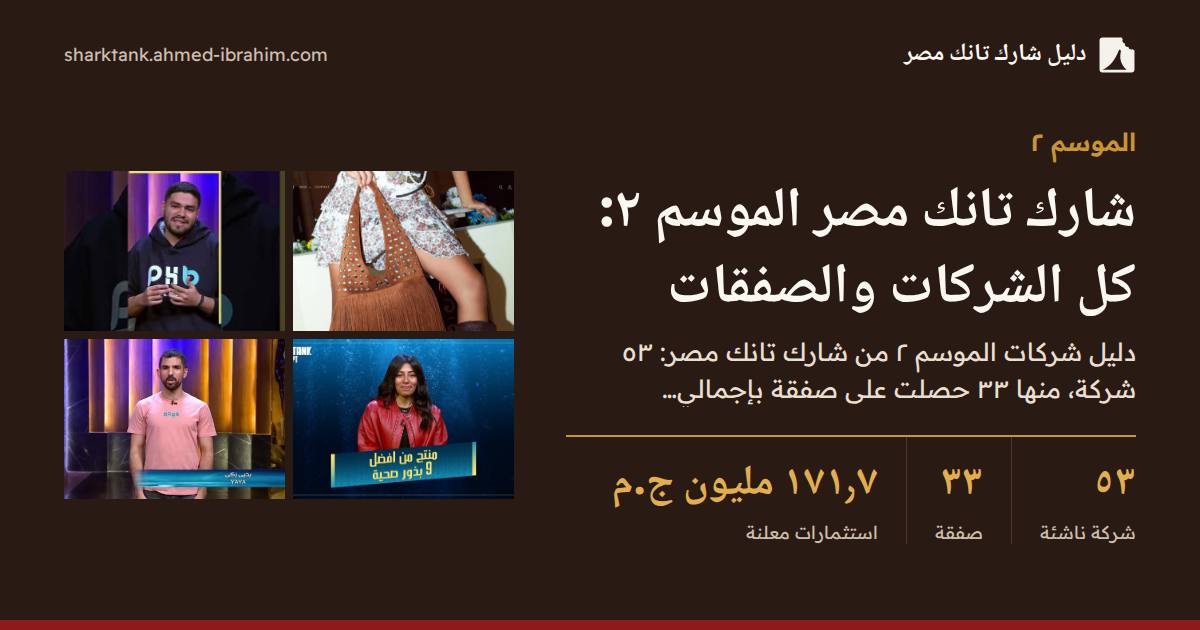 دليل شارك تانك مصر
sharktank.ahmed-ibrahim.com
الموسم ٢
شارك تانك مصر الموسم ٢:
كل الشركات والصفقات
دليل شركات الموسم ٢ من شارك تانك مصر: ٥٣
شركة، منها ٣٣ حصلت على صفقة بإجمالي...
٥٣
شركة ناشئة
٣٣
صفقة
١٧١٫٧ مليون ج.م
استثمارات معلنة
TANK
منتج من افضل
9 بذور صحية
YAYA